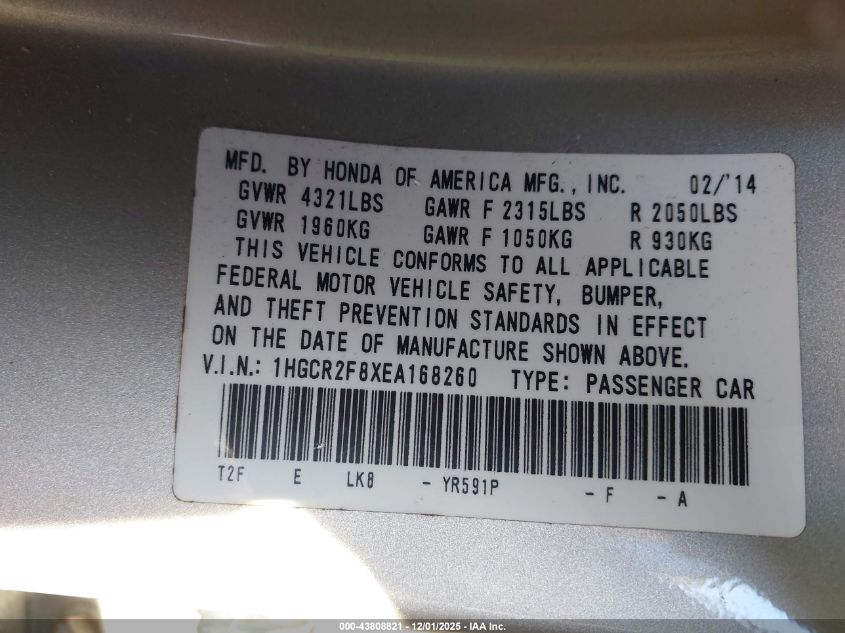 MFD. BY HONDA OF AMERICA MFG., INC. 02/'14
GVWR 4321LBS GAWR F 2315LBS R 2050LBS
GVWR 1960KG GAWR F 1050KG R 930KG
THIS VEHICLE CONFORMS TO ALL APPLICABLE
FEDERAL MOTOR VEHICLE SAFETY, BUMPER,
AND THEFT PREVENTION STANDARDS IN EFFECT
ON THE DATE OF MANUFACTURE SHOWN ABOVE.
V.I.N.: 1HGCR2F8XEA168260 TYPE: PASSENGER CAR
T2F E LK8 - YR591P - F - A
000-43808821 • 12/01/2025 - IAA Inc.